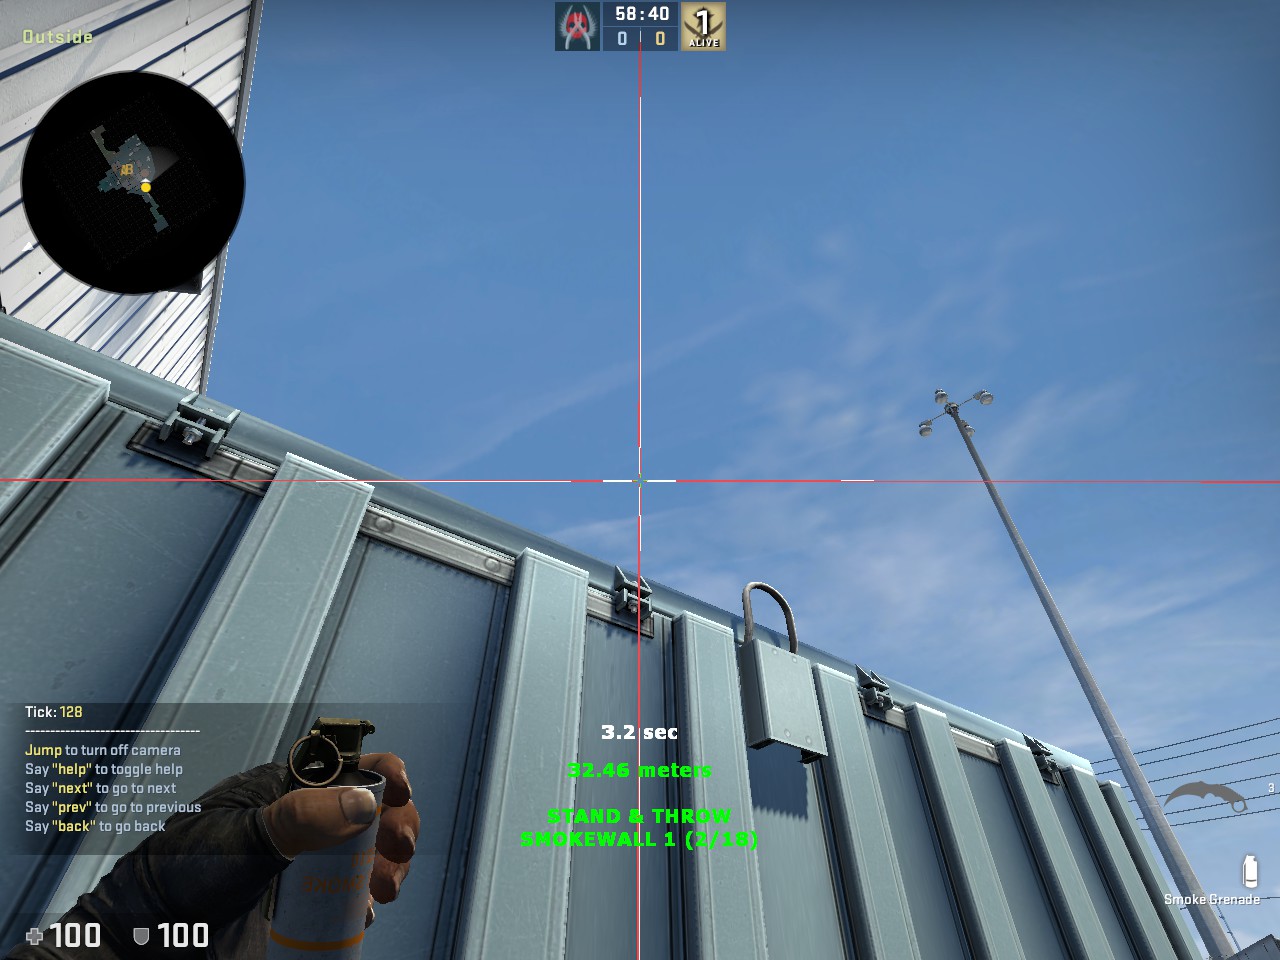 Outside
58:40
0 0
1
ALIVE
AB
3.2 sec
32.46 meters
STAND & THROW
SMOKEWALL 1 (2/18)
Tick: 128
----------------------------------
Jump to turn off camera
Say "help" to toggle help
Say "next" to go to next
Say "prev" to go to previous
Say "back" to go back
3
Smoke Grenade
100 100